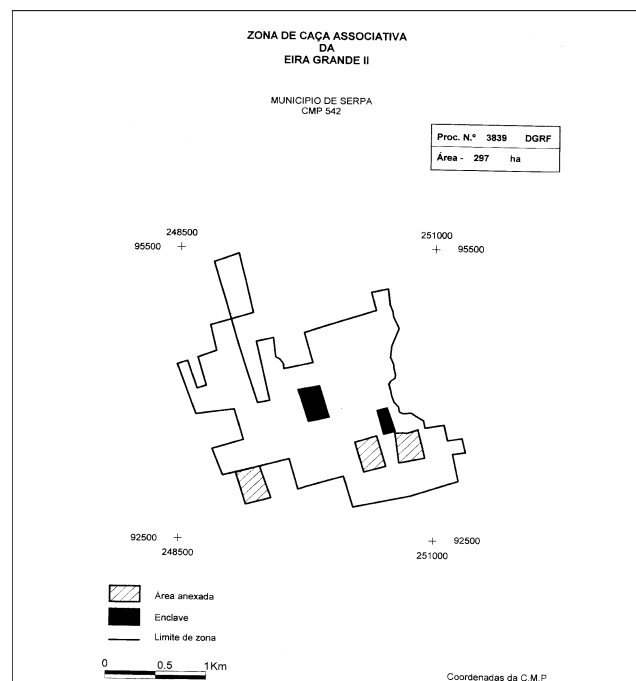 ZONA DE CAÇA ASSOCIATIVA
DA
EIRA GRANDE II
MUNICIPIO DE SERPA
CMP 542
Proc. N.º 3839 DGRF
Área - 297 ha
248500
95500
251000
95500
92500
248500
92500
251000
Área anexada
Enclave
Limite de zona
0 0.5 1Km
Coordenadas da C.M.P